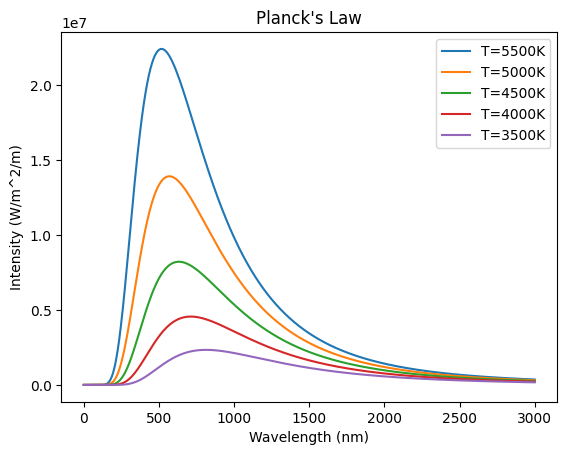 Planck's Law
1e7
2.0
1.5
1.0
0.5
0.0
Intensity (W/m^2/m)
0 500 1000 1500 2000 2500 3000
Wavelength (nm)
T=5500K
T=5000K
T=4500K
T=4000K
T=3500K